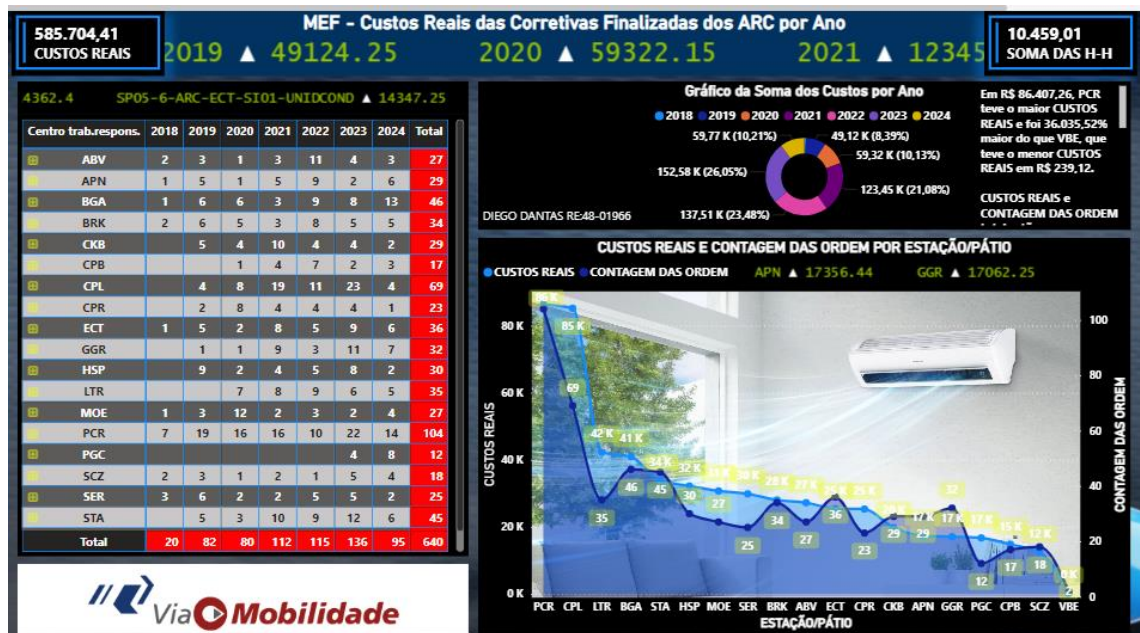 585.704,41
CUSTOS REAIS
MEF - Custos Reais das Corretivas Finalizadas dos ARC por Ano
2019 ▲ 49124.25 2020 ▲ 59322.15 2021 ▲ 12345
10.459,01
SOMA DAS H-H
4362.4 SP05-6-ARC-ECT-SI01-UNIDCOND ▲ 14347.25
Centro trab.respons. 2018 2019 2020 2021 2022 2023 2024 Total
ABV 2 3 1 3 11 4 3 27
APN 1 5 1 5 9 2 6 29
BGA 1 6 6 3 9 8 13 46
BRK 2 6 5 3 8 5 5 34
CKB 5 4 10 4 4 2 29
CPB 1 4 7 2 3 17
CPL 4 8 19 11 23 4 69
CPR 2 8 4 4 4 1 23
ECT 1 5 2 8 5 9 6 36
GGR 1 1 9 3 11 7 32
HSP 9 2 4 5 8 2 30
LTR 7 8 9 6 5 35
MOE 1 3 12 2 3 2 4 27
PCR 7 19 16 16 10 22 14 104
PGC 4 8 12
SCZ 2 3 1 2 1 5 4 18
SER 3 6 2 2 5 5 2 25
STA 5 3 10 9 12 6 45
Total 20 82 80 112 115 136 95 640
ViaMobilidade
Gráfico da Soma dos Custos por Ano
2018 2019 2020 2021 2022 2023 2024
59,77 K (10,21%)
49,12 K (8,39%)
59,32 K (10,13%)
152,58 K (26,05%)
123,45 K (21,08%)
137,51 K (23,48%)
DIEGO DANTAS RE:48-01966
Em R$ 86.407,26, PCR
teve o maior CUSTOS
REAIS e foi 36.035,52%
maior do que VBE, que
teve o menor CUSTOS
REAIS em R$ 239,12.
CUSTOS REAIS e
CONTAGEM DAS ORDEM
CUSTOS REAIS E CONTAGEM DAS ORDEM POR ESTAÇÃO/PÁTIO
CUSTOS REAIS CONTAGEM DAS ORDEM APN ▲ 17356.44 GGR ▲ 17062.25
CUSTOS REAIS
80 K
60 K
40 K
20 K
0 K
86 K
85 K
42 K 41 K
34 K 32 K 30 K 28 K 27 K 25 K
17 K 17 K 17 K 15 K 12 K
0 K
69
35
46 45 30 27 25 34 27 36 23 29 29 32 12 17 18 2
100
80
60
40
20
0
CONTAGEM DAS ORDEM
PCR CPL LTR BGA STA HSP MOE SER BRK ABV ECT CPR CKB APN GGR PGC CPB SCZ VBE
ESTAÇÃO/PÁTIO